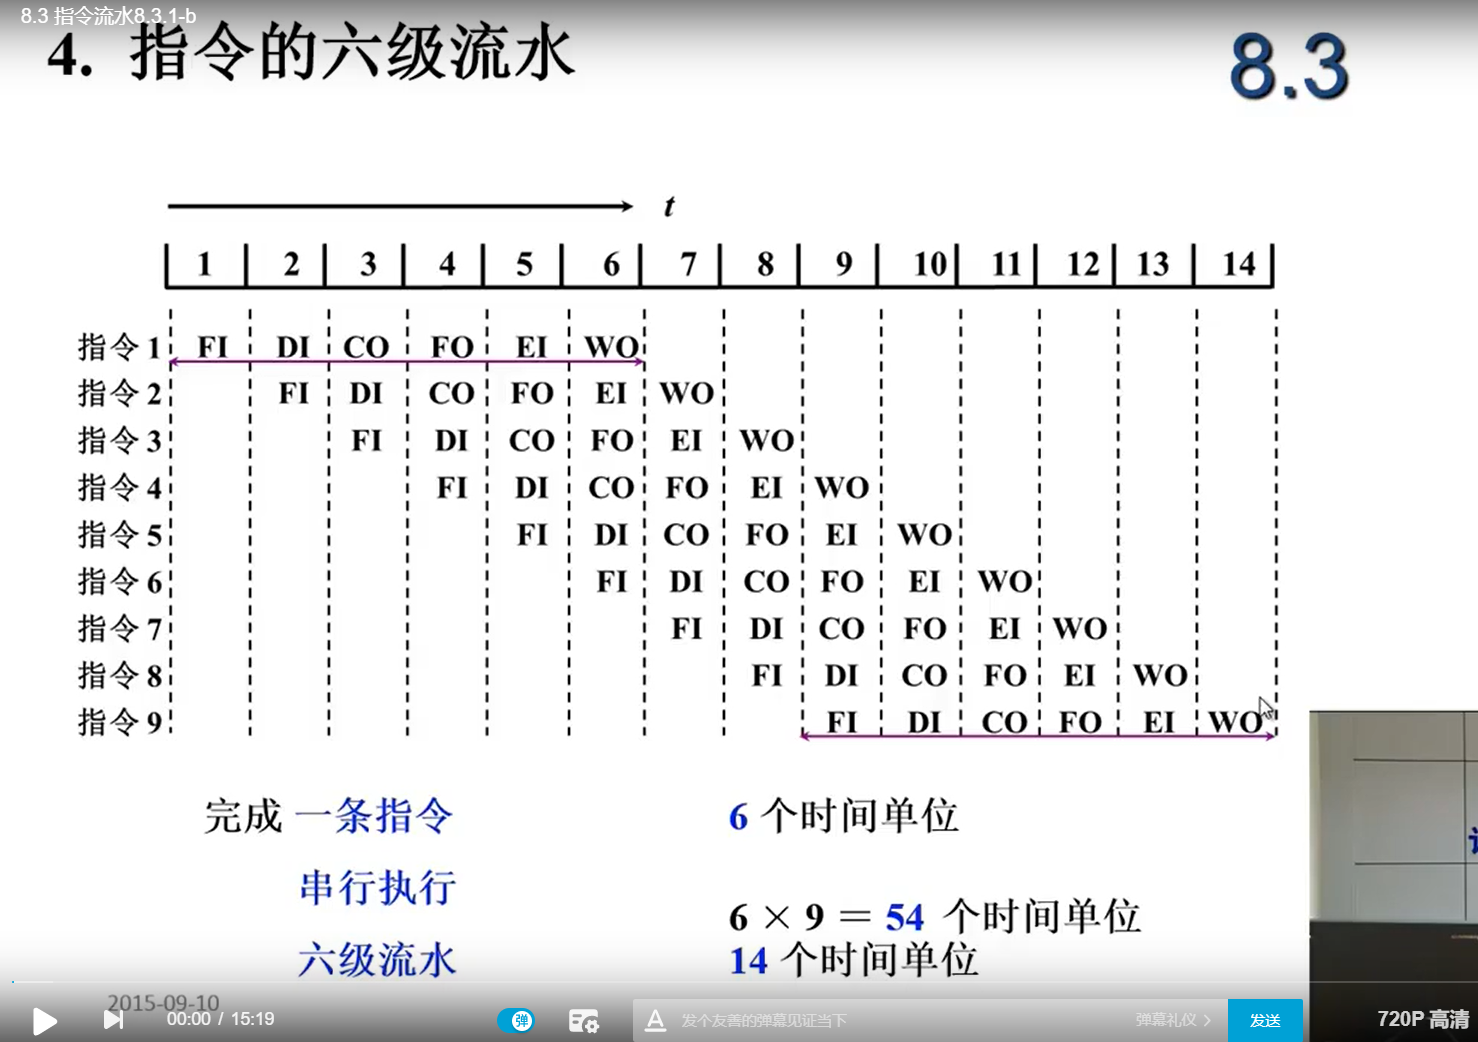 8.3 指令流水8.3.1-b
4. 指令的六级流水
8.3
t
1 2 3 4 5 6 7 8 9 10 11 12 13 14
指令 1 FI DI CO FO EI WO
指令 2 FI DI CO FO EI WO
指令 3 FI DI CO FO EI WO
指令 4 FI DI CO FO EI WO
指令 5 FI DI CO FO EI WO
指令 6 FI DI CO FO EI WO
指令 7 FI DI CO FO EI WO
指令 8 FI DI CO FO EI WO
指令 9 FI DI CO FO EI WO
完成 一条指令 6 个时间单位
串行执行
6 × 9 = 54 个时间单位
六级流水 14 个时间单位
2015-09-10
00:00 / 15:19 弹 A 发个友善的弹幕见证当下 弹幕礼仪 > 发送 720P 高清